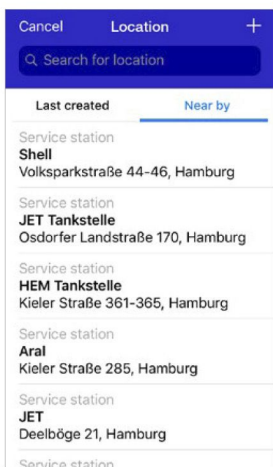 Cancel Location +
Search for location
Last created Near by
Service station
Shell
Volksparkstraße 44-46, Hamburg
Service station
JET Tankstelle
Osdorfer Landstraße 170, Hamburg
Service station
HEM Tankstelle
Kieler Straße 361-365, Hamburg
Service station
Aral
Kieler Straße 285, Hamburg
Service station
JET
Deelböge 21, Hamburg
Service station